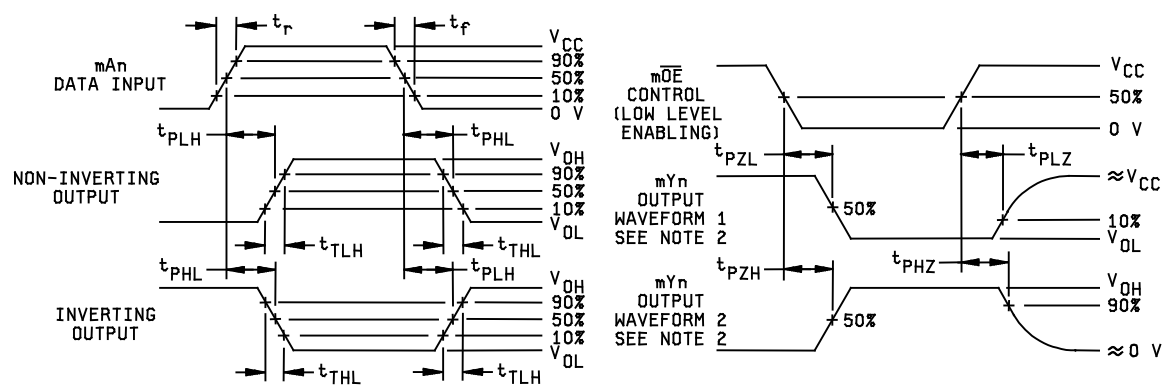 t_r
t_f
mAn
DATA INPUT
V_CC
90%
50%
10%
0 V
t_PLH
t_PHL
NON-INVERTING
OUTPUT
V_OH
90%
50%
10%
V_OL
t_TLH
t_THL
t_PHL
t_PLH
INVERTING
OUTPUT
V_OH
90%
50%
10%
V_OL
t_THL
t_TLH
mO̅E̅
CONTROL
(LOW LEVEL
ENABLING)
V_CC
50%
0 V
t_PZL
t_PLZ
mYn
OUTPUT
WAVEFORM 1
SEE NOTE 2
50%
≈V_CC
10%
V_OL
t_PZH
t_PHZ
mYn
OUTPUT
WAVEFORM 2
SEE NOTE 2
50%
V_OH
90%
≈0 V